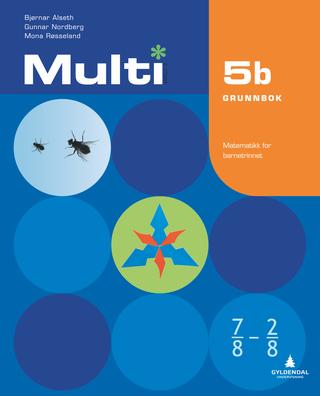 Bjørnar Alseth
Gunnar Nordberg
Mona Røsseland
Multi*
5b
GRUNNBOK
Matematikk for
barnetrinnet
7/8 – 2/8
GYLDENDAL
UNDERVISNING